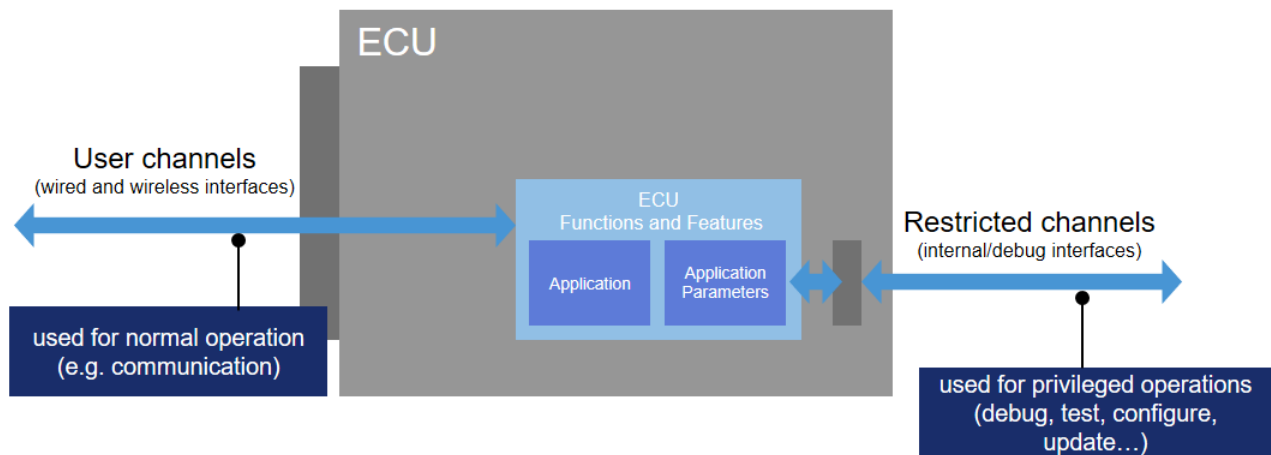 ECU
User channels
(wired and wireless interfaces)
ECU
Functions and Features
Application
Application
Parameters
Restricted channels
(internal/debug interfaces)
used for normal operation
(e.g. communication)
used for privileged operations
(debug, test, configure,
update…)